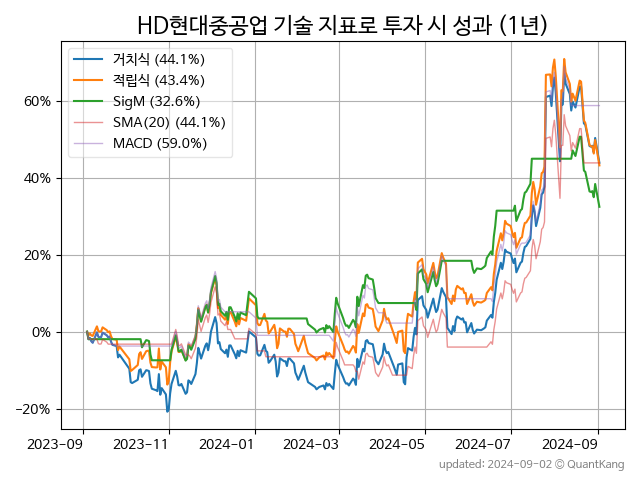 HD현대중공업 기술 지표로 투자 시 성과 (1년)
거치식 (44.1%)
적립식 (43.4%)
SigM (32.6%)
SMA(20) (44.1%)
MACD (59.0%)
60%
40%
20%
0%
−20%
2023-09 2023-11 2024-01 2024-03 2024-05 2024-07 2024-09
updated: 2024-09-02 © QuantKang